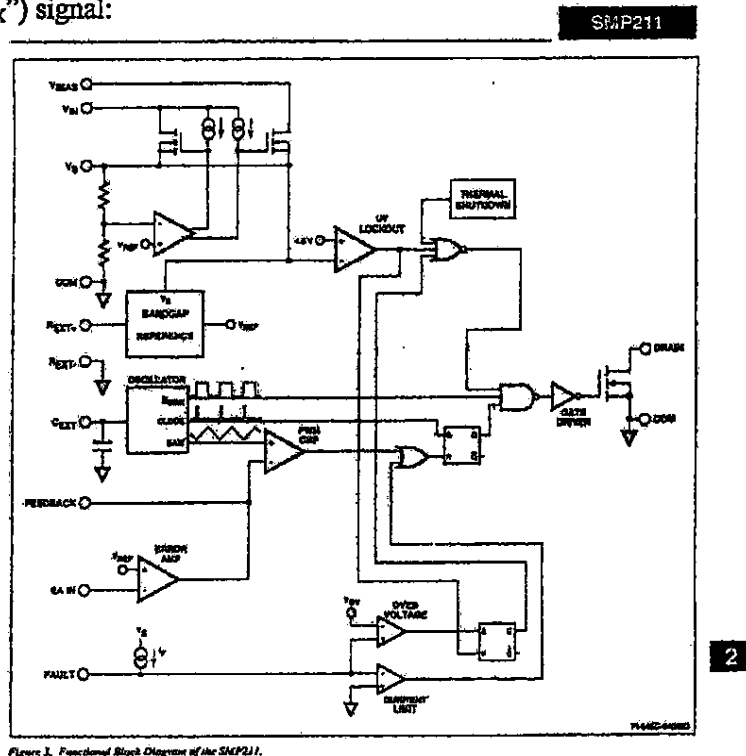 x") signal:
SMP211
VBIAS
VIN
VS
THERMAL
SHUTDOWN
UV
LOCKOUT
VREF
COM
VS
BANDGAP
REFERENCE
REXT
VREF
REXT
OSCILLATOR
DRAIN
CEXT
CLOCK
SAW
PWM
CMP
GATE
DRIVER
COM
FEEDBACK
VREF
ERROR
AMP
EA IN
OVER
VOLTAGE
VS
FAULT
CURRENT
LIMIT
2
Figure 3. Functional Block Diagram of the SMP211.